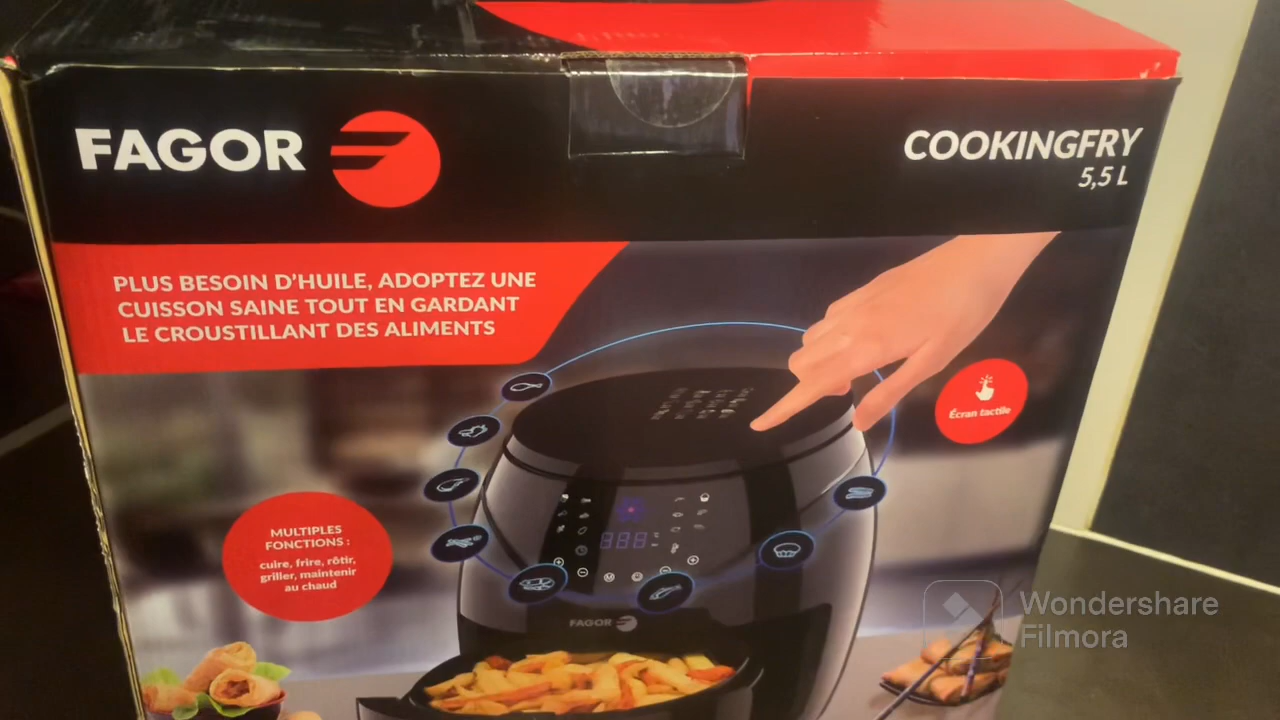 FAGOR
COOKINGFRY
5,5 L
PLUS BESOIN D'HUILE, ADOPTEZ UNE
CUISSON SAINE TOUT EN GARDANT
LE CROUSTILLANT DES ALIMENTS
Écran tactile
MULTIPLES
FONCTIONS :
cuire, frire, rôtir,
griller, maintenir
au chaud
888
FAGOR
Wondershare
Filmora